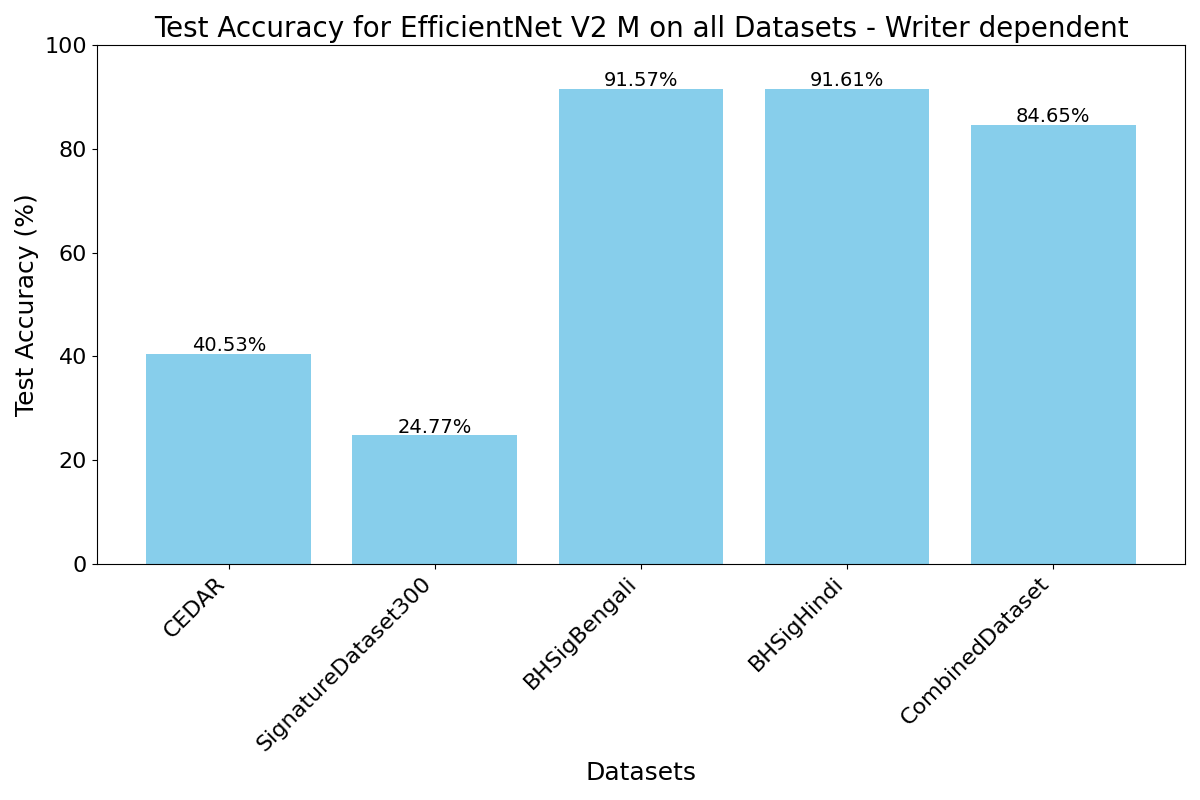 Test Accuracy for EfficientNet V2 M on all Datasets - Writer dependent
100
80
60
40
20
0
Test Accuracy (%)
40.53%
24.77%
91.57%
91.61%
84.65%
CEDAR
SignatureDataset300
BHSigBengali
BHSigHindi
CombinedDataset
Datasets